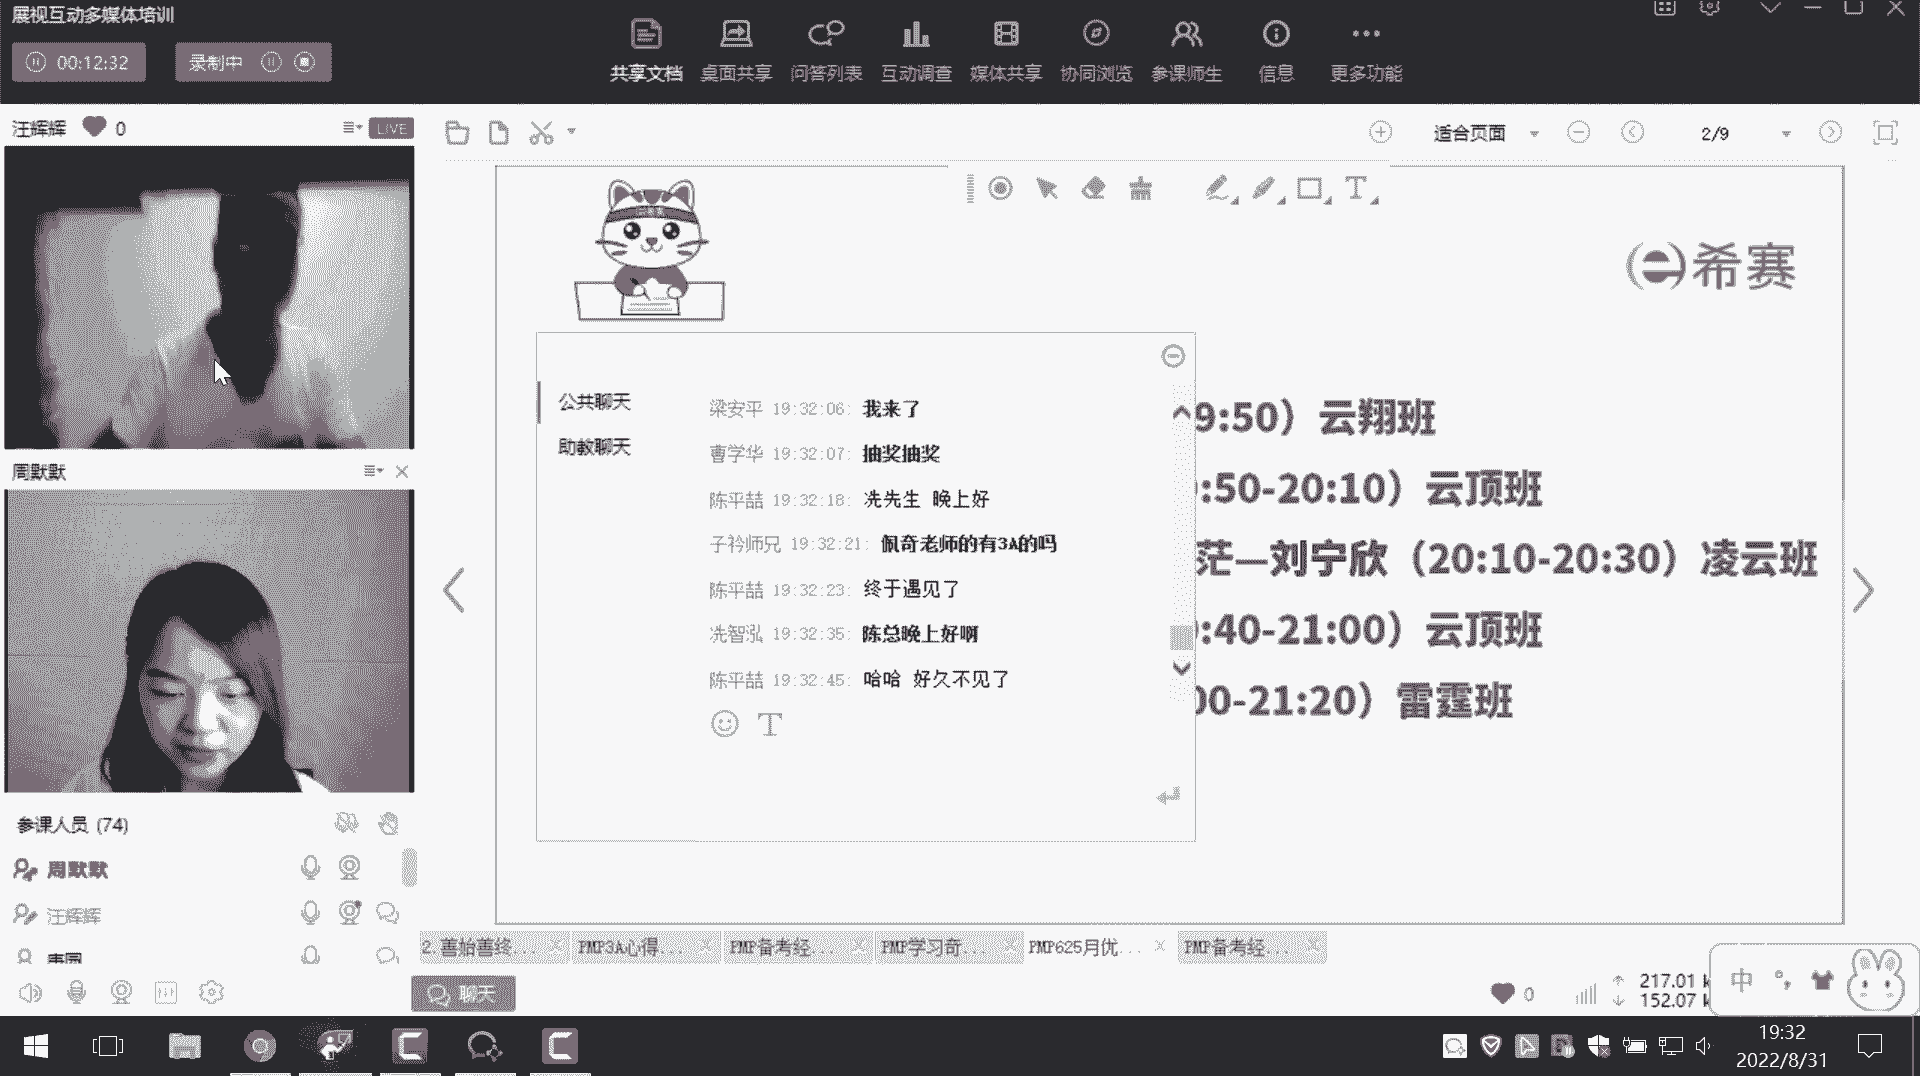 展视互动多媒体培训
00:12:32
录制中
共享文档
桌面共享
问答列表
互动调查
媒体共享
协同浏览
参课师生
信息
更多功能
汪辉辉
0
LIVE
适合页面
2/9
希赛
公共聊天
助教聊天
梁安平 19:32:06: 我来了
曹学华 19:32:07: 抽奖抽奖
陈平喆 19:32:18: 冼先生 晚上好
子衿师兄 19:32:21: 佩奇老师的有3A的吗
陈平喆 19:32:23: 终于遇见了
冼智泓 19:32:35: 陈总晚上好啊
陈平喆 19:32:45: 哈哈 好久不见了
9:50）云翔班
:50-20:10）云顶班
茫—刘宁欣（20:10-20:30）凌云班
:40-21:00）云顶班
00-21:20）雷霆班
周默默
参课人员 (74)
周默默
汪辉辉
2.善始善终...
PMP3A心得...
PMP备考经...
PMP学习奇...
PMP625月优...
PMP备考经...
聊天
0
217.01 k
152.07 k
中
19:32
2022/8/31